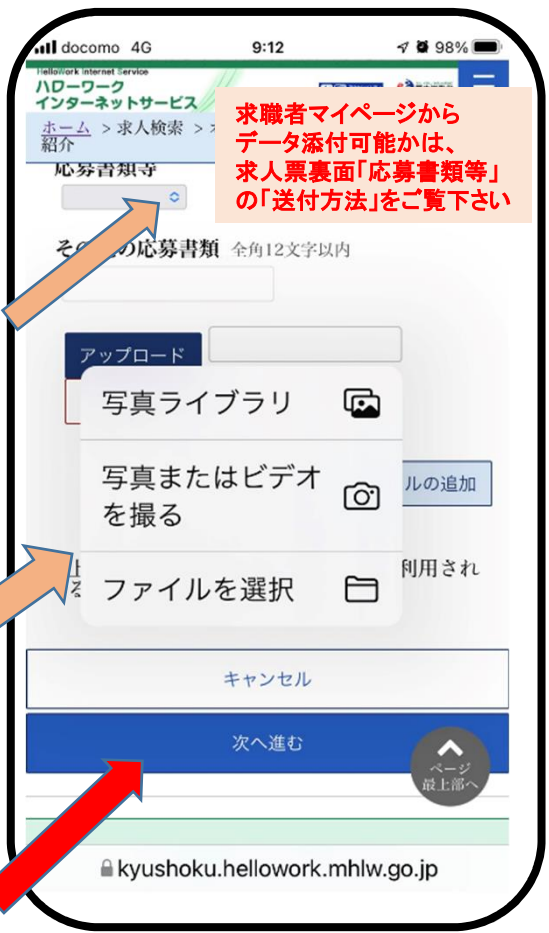 docomo 4G 9:12 98%
HelloWork Internet Service
ハローワーク
インターネットサービス
ホーム > 求人検索 >
紹介
求職者マイページから
データ添付可能かは、
求人票裏面「応募書類等」
の「送付方法」をご覧下さい
応募書類等
の応募書類 全角12文字以内
アップロード
写真ライブラリ
写真またはビデオ
を撮る
ファイルを選択
ルの追加
利用され
る
キャンセル
次へ進む
ページ
最上部へ
kyushoku.hellowork.mhlw.go.jp